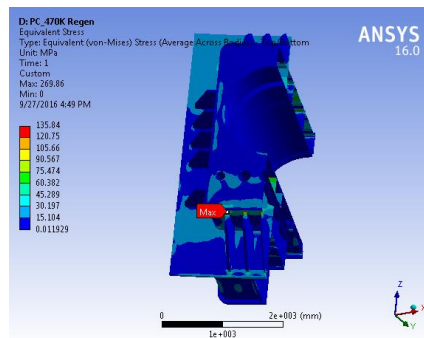 D: PC_470K Regen
Equivalent Stress
Type: Equivalent (von-Mises) Stress (Average Across Bodies) - Top/Bottom
Unit: MPa
Time: 1
Custom
Max: 269.86
Min: 0
9/27/2016 4:49 PM
ANSYS
16.0
135.84
120.75
105.66
90.567
75.474
60.382
45.289
30.197
15.104
0.011929
Max
0
2e+003 (mm)
1e+003
Z
X
Y